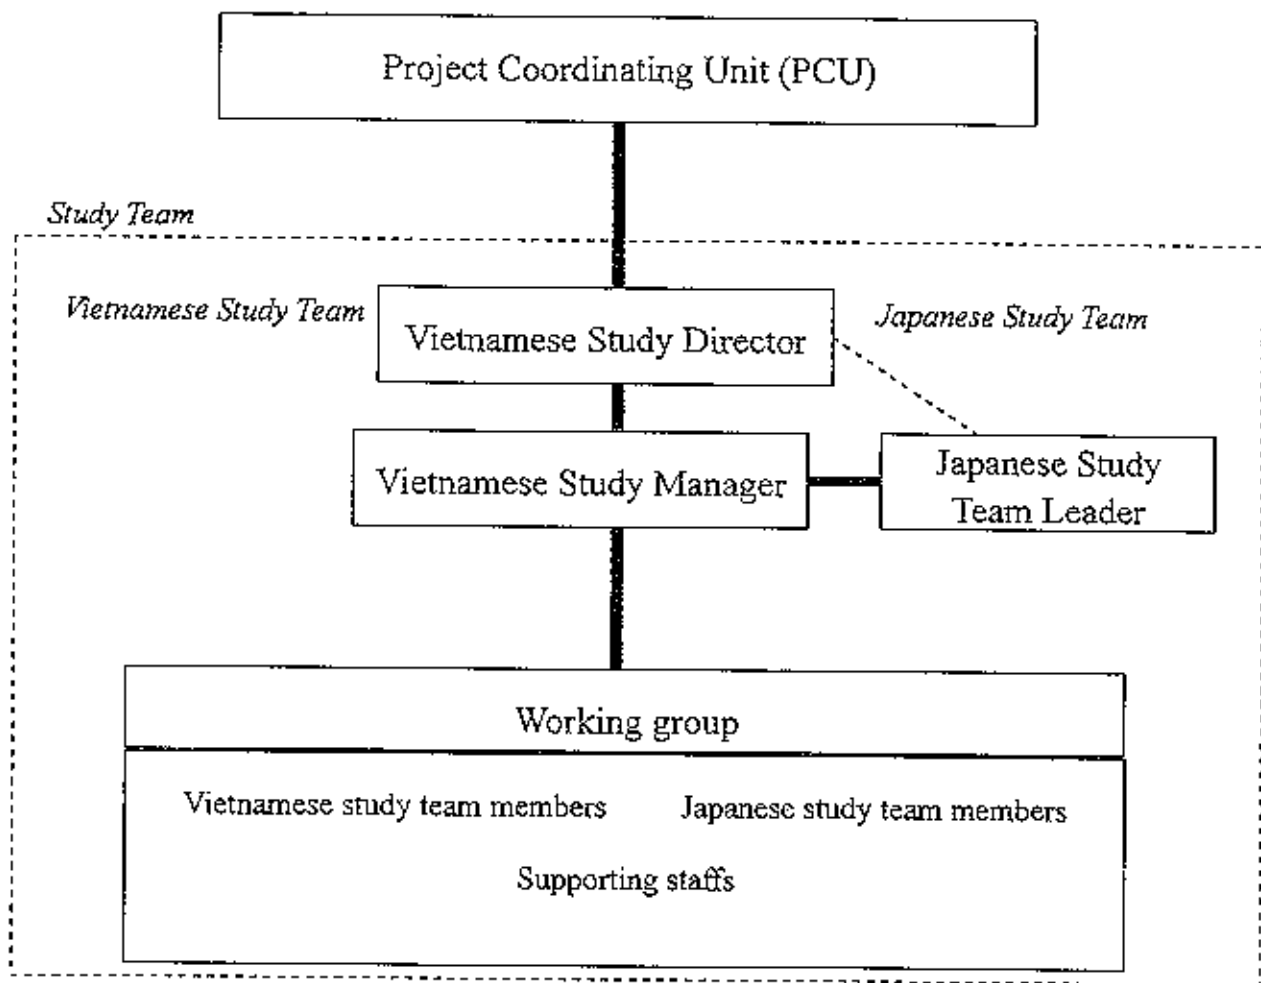 Project Coordinating Unit (PCU)
Study Team
Vietnamese Study Team
Vietnamese Study Director
Japanese Study Team
Vietnamese Study Manager
Japanese Study
Team Leader
Working group
Vietnamese study team members
Japanese study team members
Supporting staffs